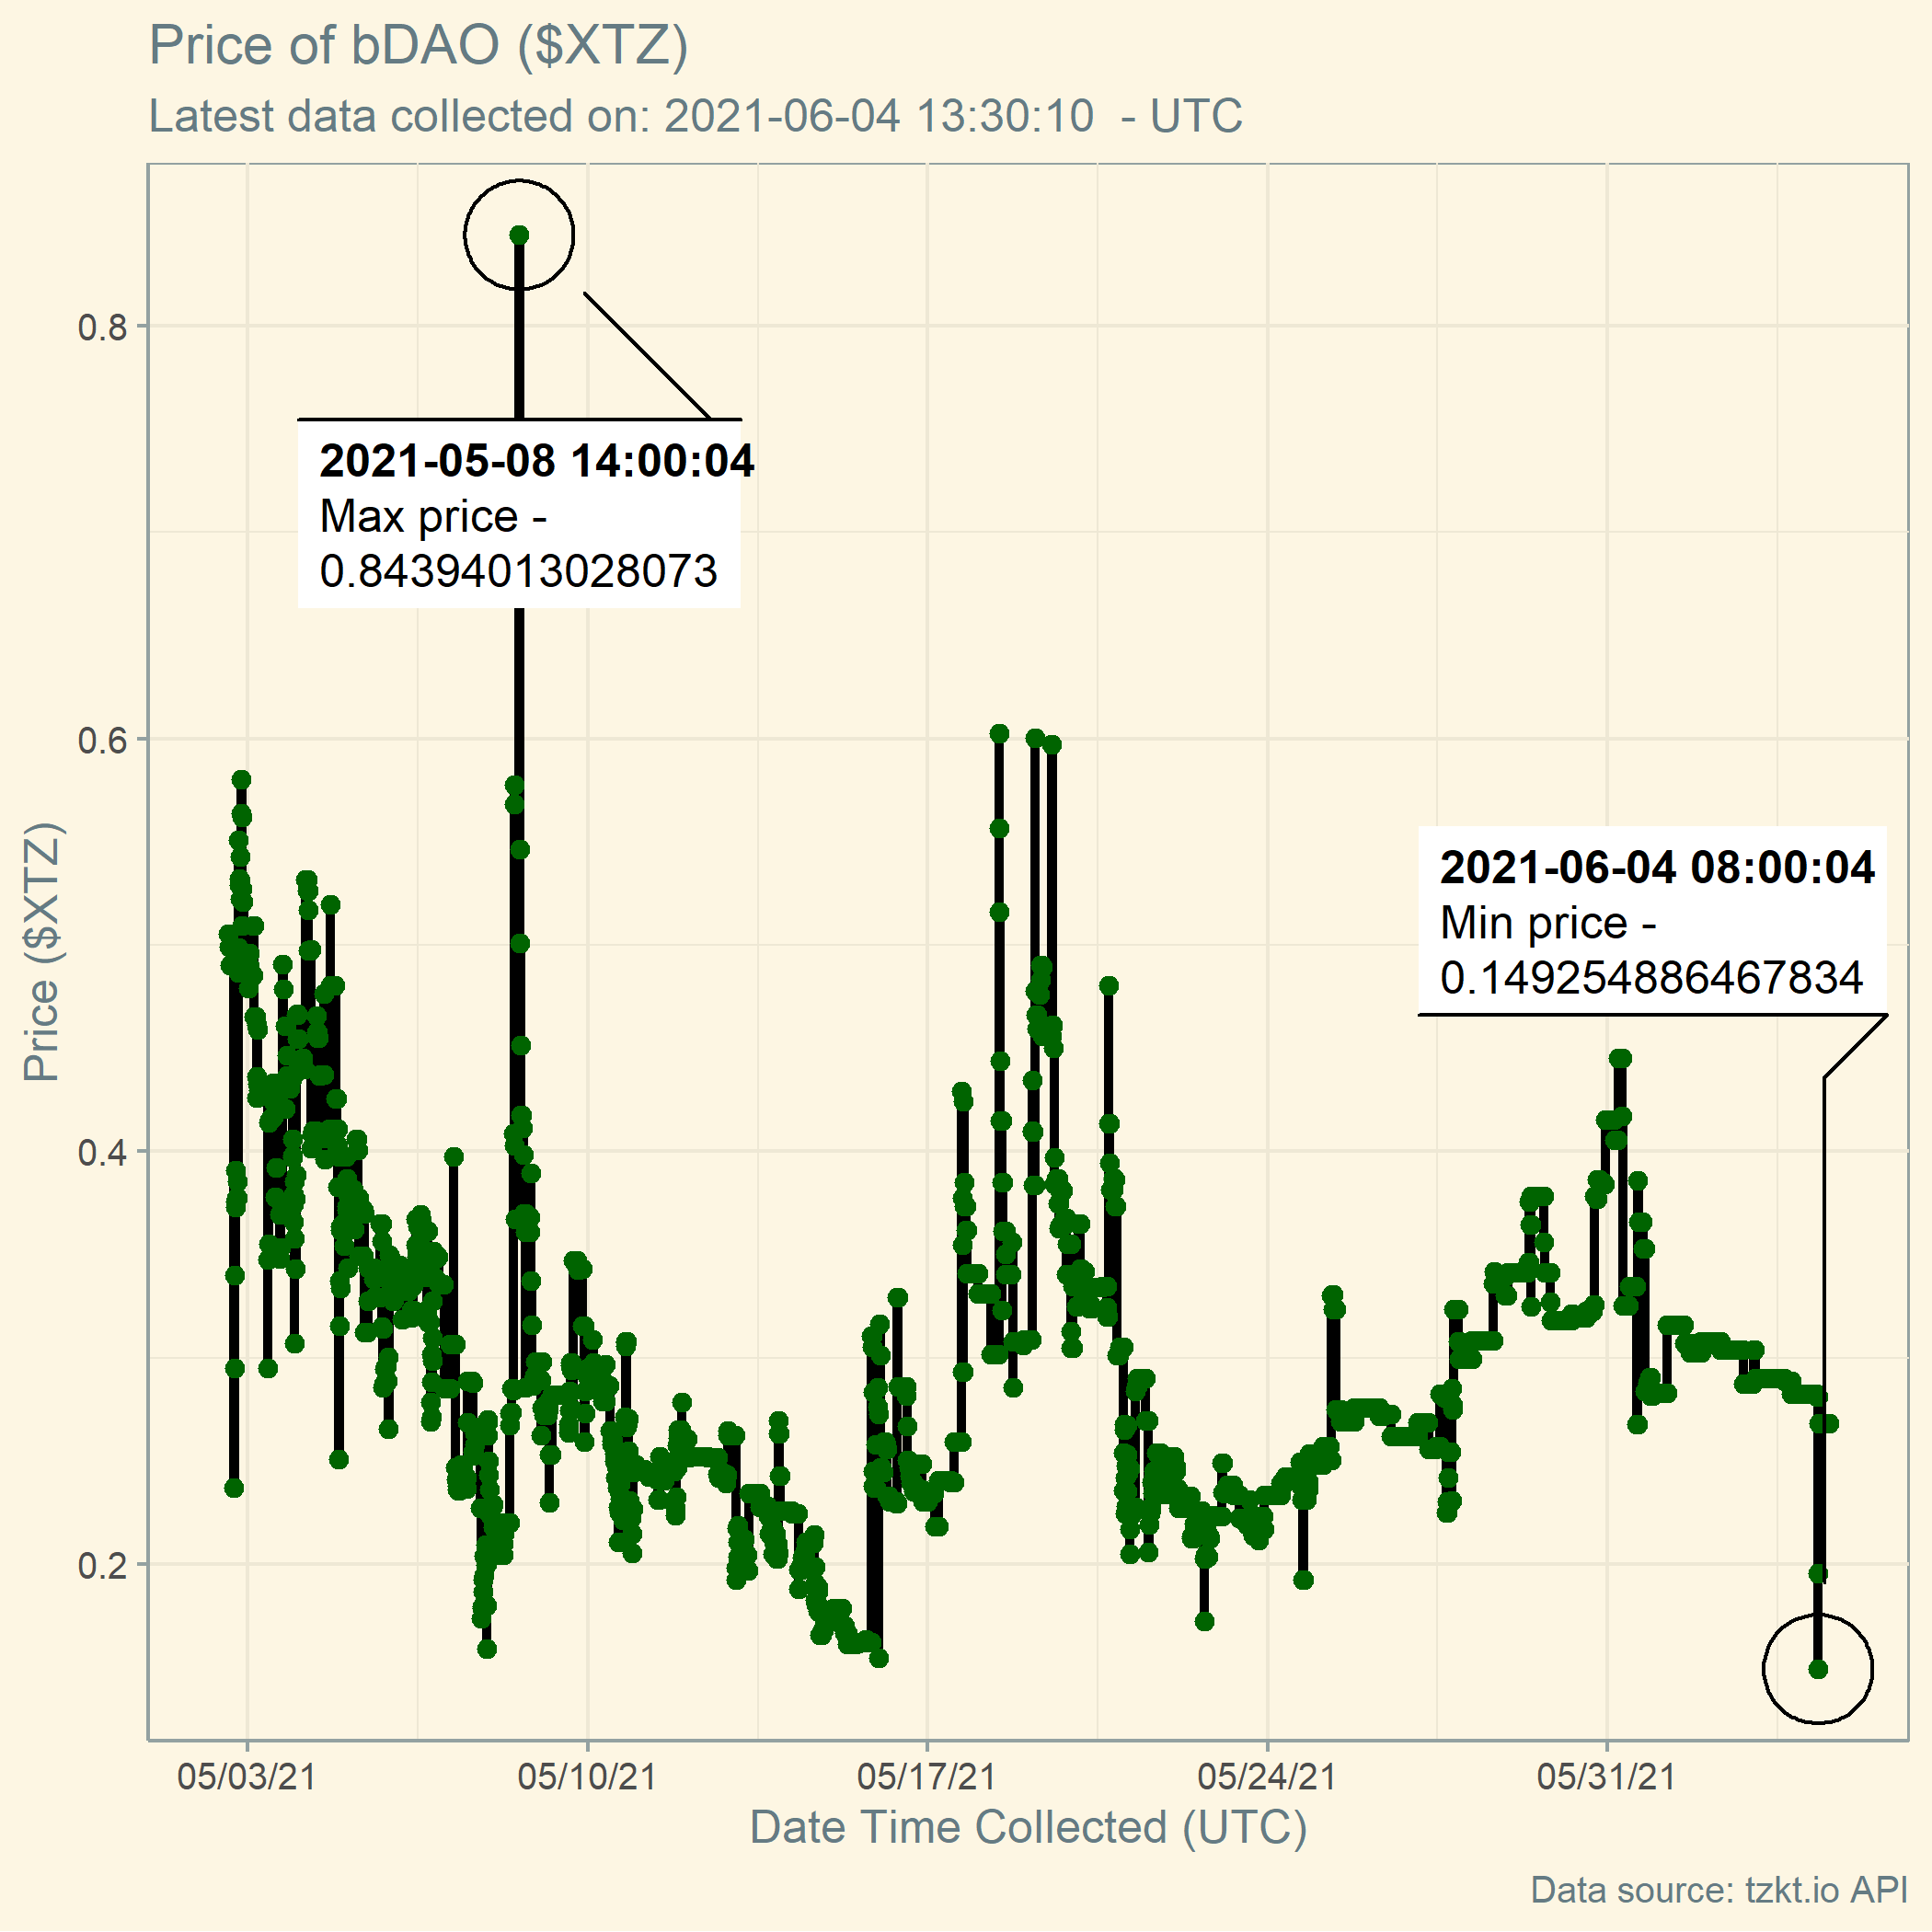 Price of bDAO ($XTZ)
Latest data collected on: 2021-06-04 13:30:10  - UTC
2021-05-08 14:00:04
Max price -
0.84394013028073
2021-06-04 08:00:04
Min price -
0.149254886467834
0.8
0.6
0.4
0.2
Price ($XTZ)
05/03/21
05/10/21
05/17/21
05/24/21
05/31/21
Date Time Collected (UTC)
Data source: tzkt.io API